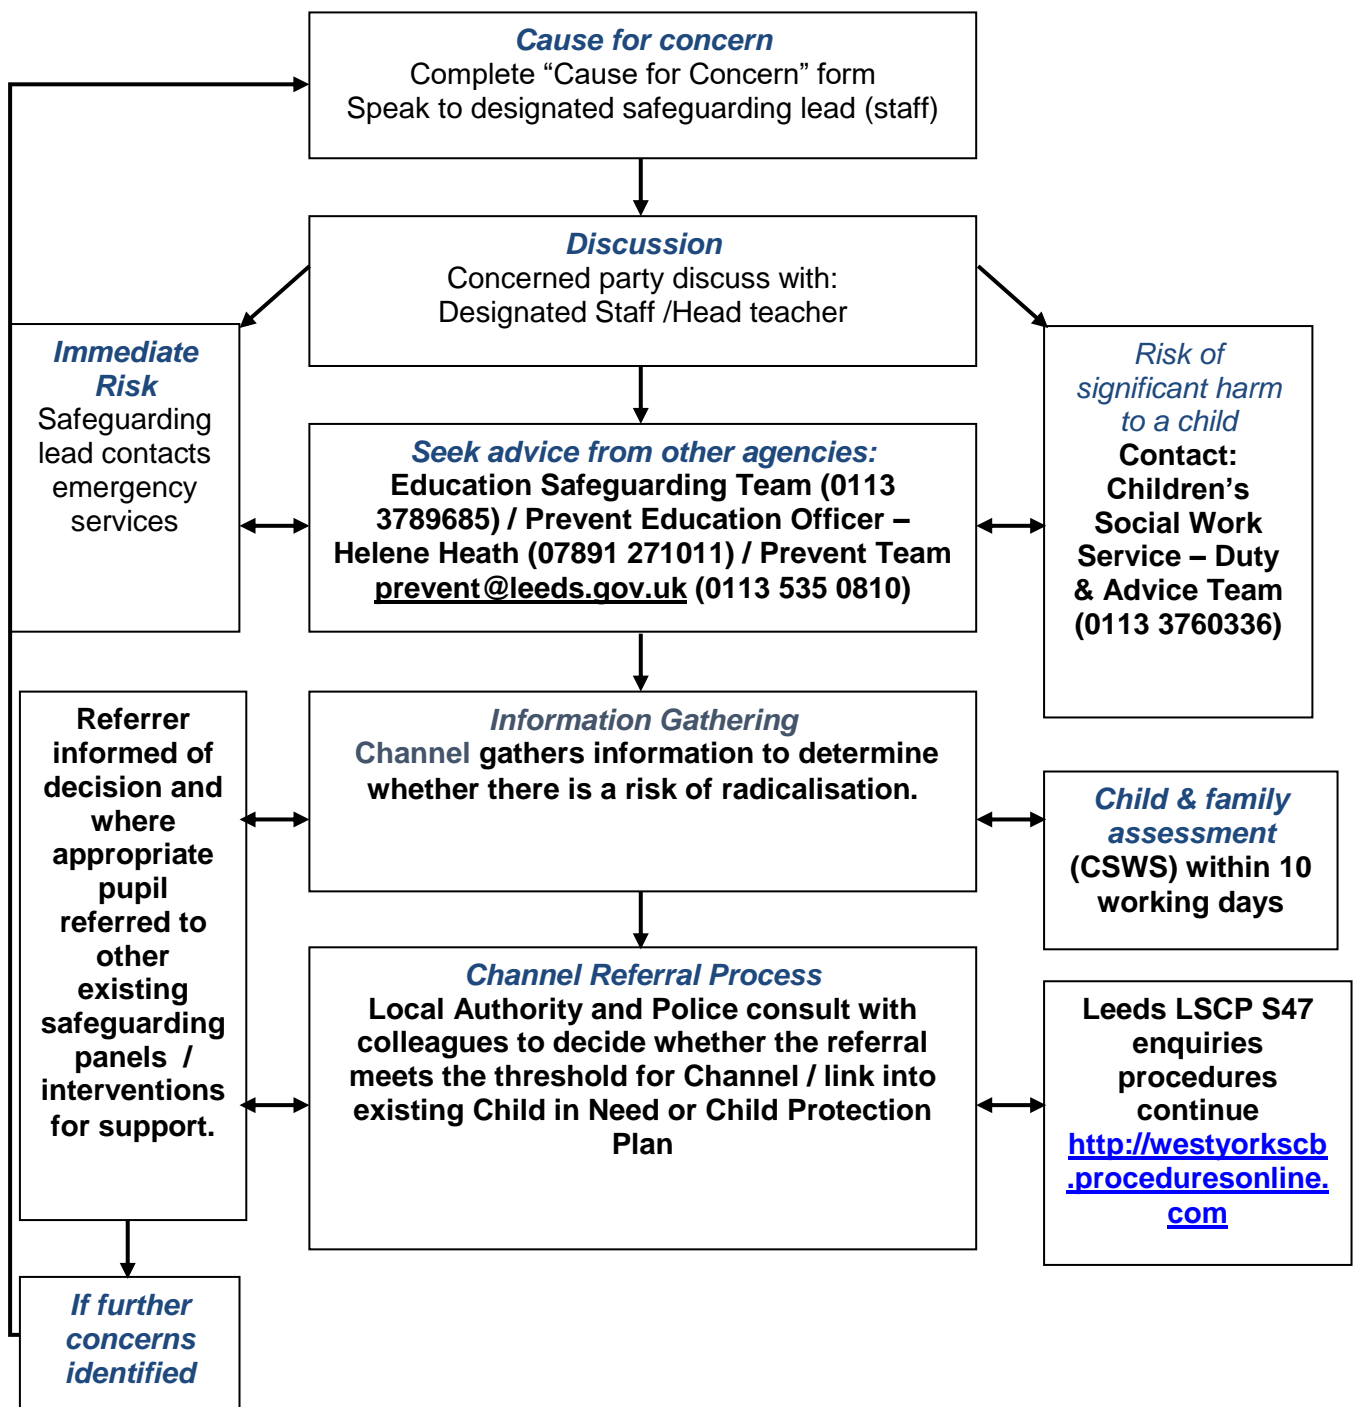 Cause for concern
Complete “Cause for Concern” form
Speak to designated safeguarding lead (staff)
Discussion
Concerned party discuss with:
Designated Staff /Head teacher
Immediate
Risk
Safeguarding
lead contacts
emergency
services
Seek advice from other agencies:
Education Safeguarding Team (0113
3789685) / Prevent Education Officer –
Helene Heath (07891 271011) / Prevent Team
prevent@leeds.gov.uk (0113 535 0810)
Risk of
significant harm
to a child
Contact:
Children’s
Social Work
Service – Duty
& Advice Team
(0113 3760336)
Referrer
informed of
decision and
where
appropriate
pupil
referred to
other
existing
safeguarding
panels  /
interventions
for support.
Information Gathering
Channel gathers information to determine
whether there is a risk of radicalisation.
Child & family
assessment
(CSWS) within 10
working days
Channel Referral Process
Local Authority and Police consult with
colleagues to decide whether the referral
meets the threshold for Channel / link into
existing Child in Need or Child Protection
Plan
Leeds LSCP S47
enquiries
procedures
continue
http://westyorkscb
.proceduresonline.
com
If further
concerns
identified